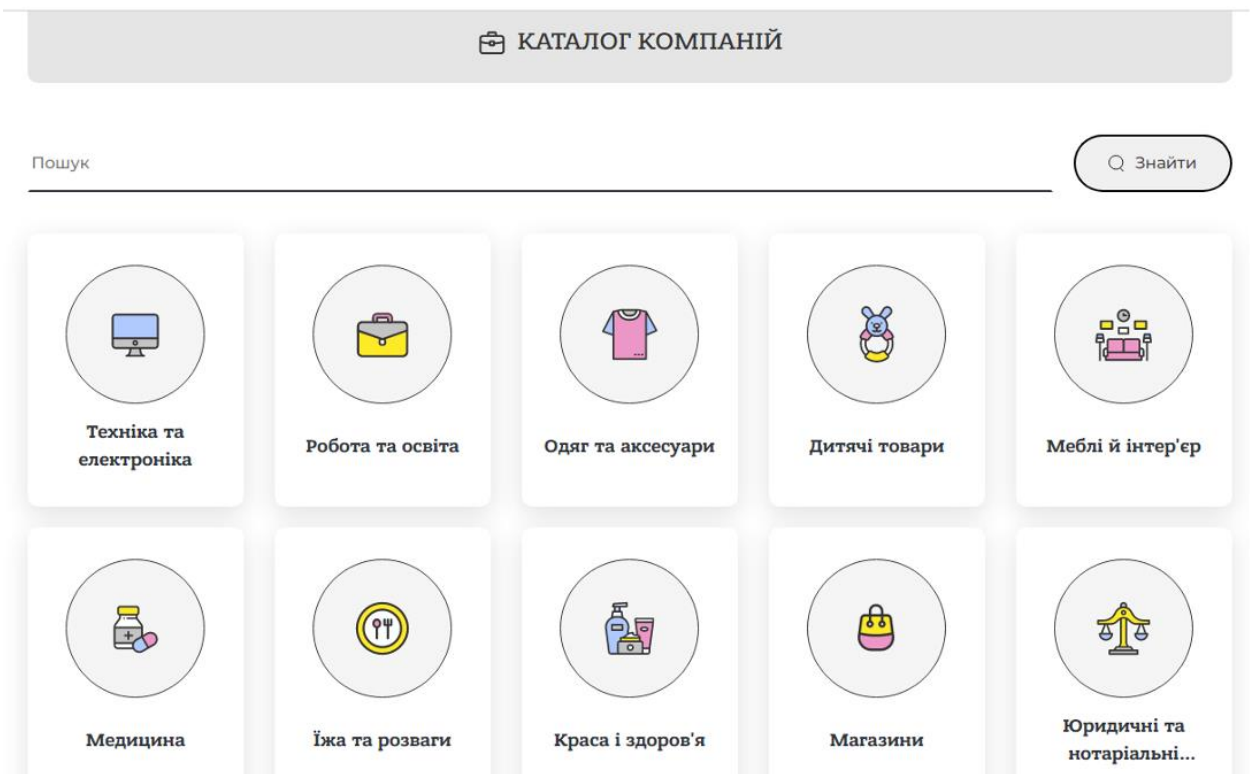 КАТАЛОГ КОМПАНІЙ
Пошук
Знайти
Техніка та
електроніка
Робота та освіта
Одяг та аксесуари
Дитячі товари
Меблі й інтер'єр
Медицина
Їжа та розваги
Краса і здоров'я
Магазини
Юридичні та
нотаріальні...